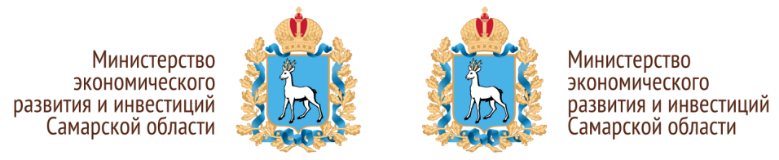 Министерство
экономического
развития и инвестиций
Самарской области
Министерство
экономического
развития и инвестиций
Самарской области